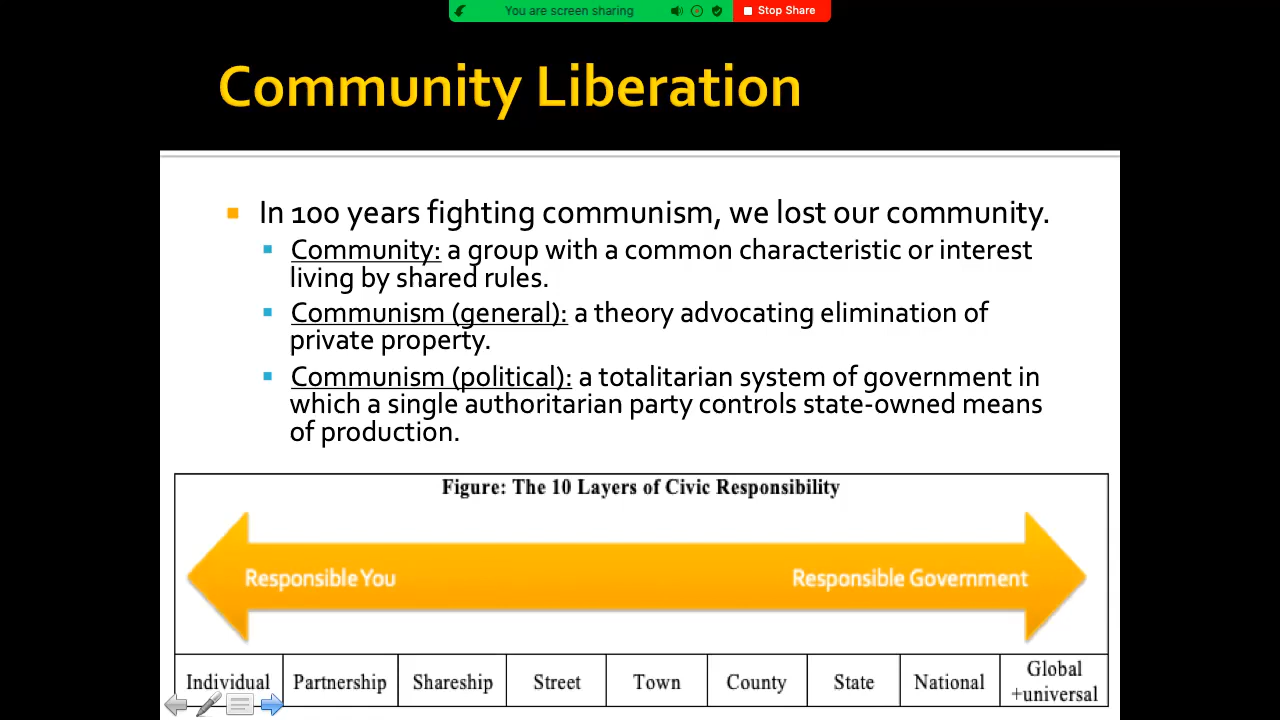 You are screen sharing
Stop Share
Community Liberation
In 100 years fighting communism, we lost our community.
Community: a group with a common characteristic or interest
living by shared rules.
Communism (general): a theory advocating elimination of
private property.
Communism (political): a totalitarian system of government in
which a single authoritarian party controls state-owned means
of production.
Figure: The 10 Layers of Civic Responsibility
Responsible You
Responsible Government
Individual
Partnership
Shareship
Street
Town
County
State
National
Global
+universal